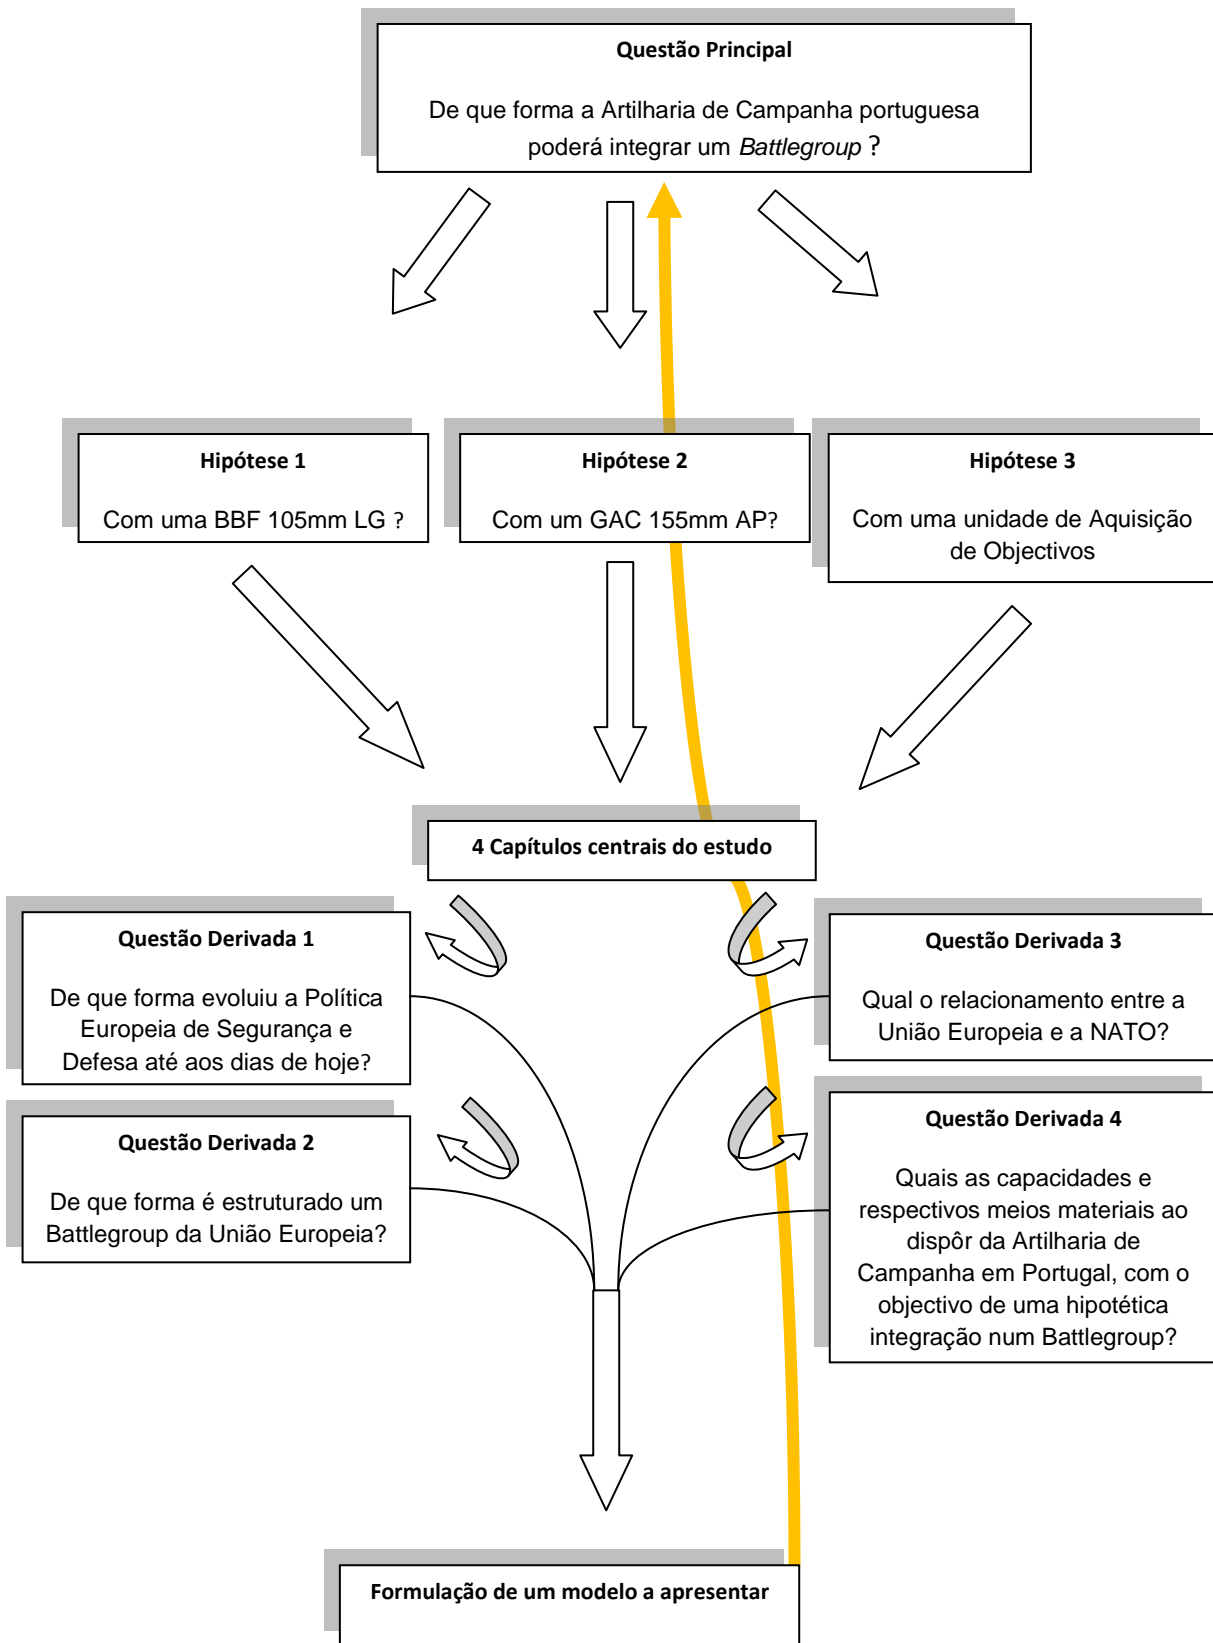 Questão Principal
De que forma a Artilharia de Campanha portuguesa
poderá integrar um Battlegroup ?
Hipótese 1
Com uma BBF 105mm LG ?
Hipótese 2
Com um GAC 155mm AP?
Hipótese 3
Com uma unidade de Aquisição
de Objectivos
4 Capítulos centrais do estudo
Questão Derivada 1
De que forma evoluiu a Política
Europeia de Segurança e
Defesa até aos dias de hoje?
Questão Derivada 2
De que forma é estruturado um
Battlegroup da União Europeia?
Questão Derivada 3
Qual o relacionamento entre a
União Europeia e a NATO?
Questão Derivada 4
Quais as capacidades e
respectivos meios materiais ao
dispôr da Artilharia de
Campanha em Portugal, com o
objectivo de uma hipotética
integração num Battlegroup?
Formulação de um modelo a apresentar